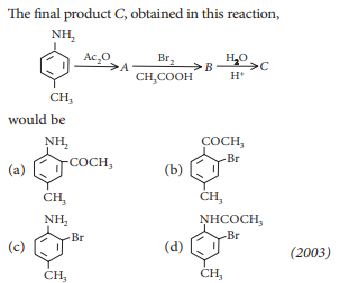 The final product C, obtained in this reaction,
NH₂
Ac₂O
A
Br₂
CH₃COOH
B
H₂O
H⁺
C
CH₃
would be
(a)
NH₂
COCH₃
CH₃
(b)
COCH₃
Br
CH₃
(c)
NH₂
Br
CH₃
(d)
NHCOCH₃
Br
CH₃
(2003)